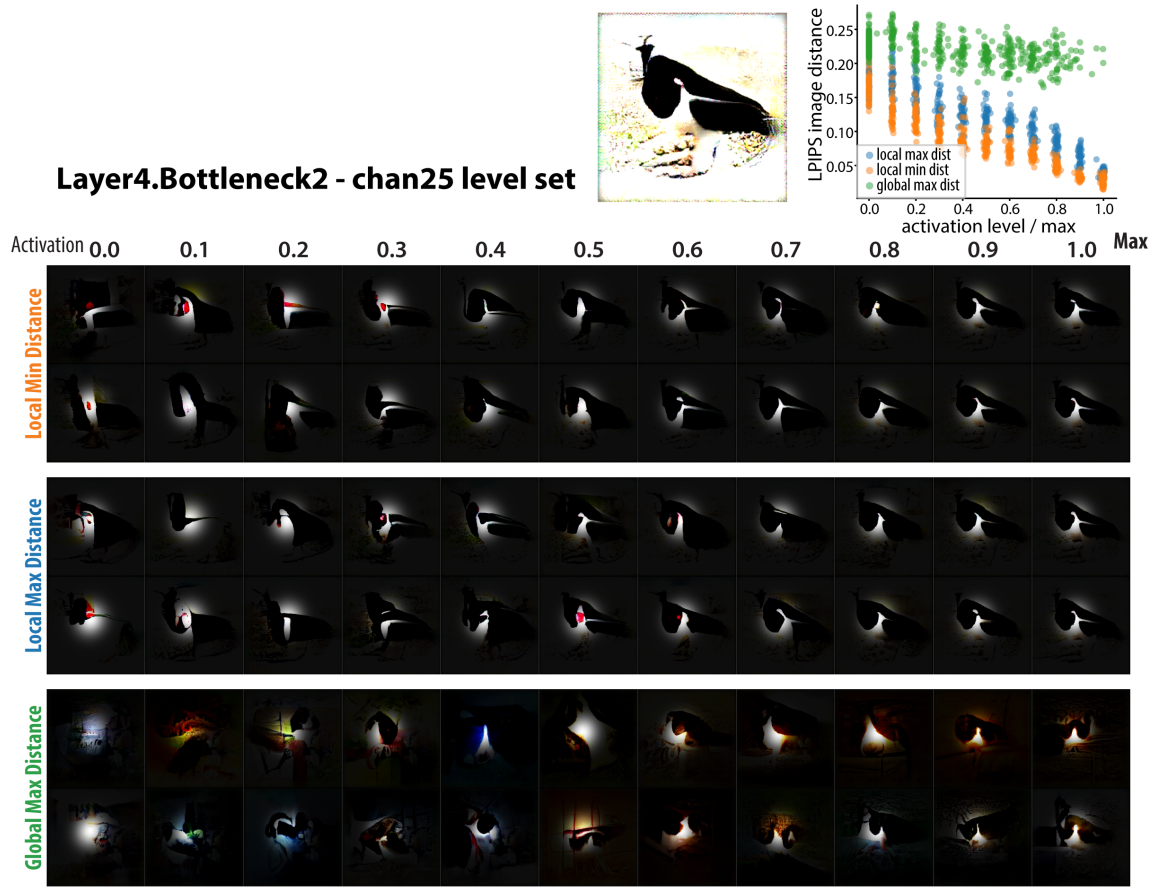 Layer4.Bottleneck2 - chan25 level set
LPIPS image distance
0.25
0.20
0.15
0.10
0.05
local max dist
local min dist
global max dist
0.0 0.2 0.4 0.6 0.8 1.0
activation level / max
Activation 0.0 0.1 0.2 0.3 0.4 0.5 0.6 0.7 0.8 0.9 1.0 Max
Local Min Distance
Local Max Distance
Global Max Distance